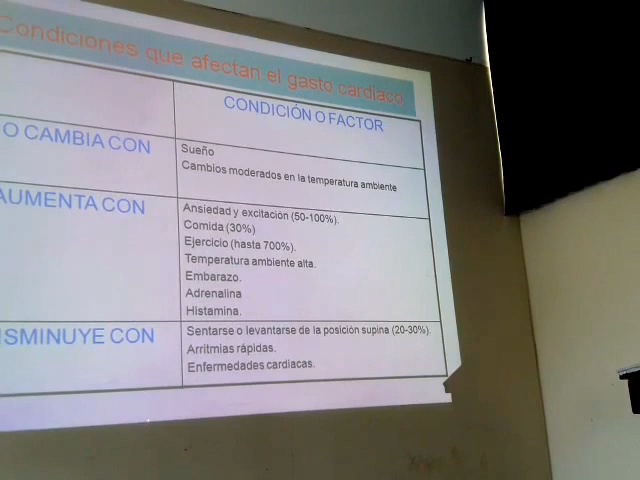 Condiciones que afectan el gasto cardiaco
CONDICIÓN O FACTOR
O CAMBIA CON
Sueño
Cambios moderados en la temperatura ambiente
AUMENTA CON
Ansiedad y excitación (50-100%).
Comida (30%)
Ejercicio (hasta 700%).
Temperatura ambiente alta.
Embarazo.
Adrenalina
Histamina.
ISMINUYE CON
Sentarse o levantarse de la posición supina (20-30%).
Arritmias rápidas.
Enfermedades cardiacas.